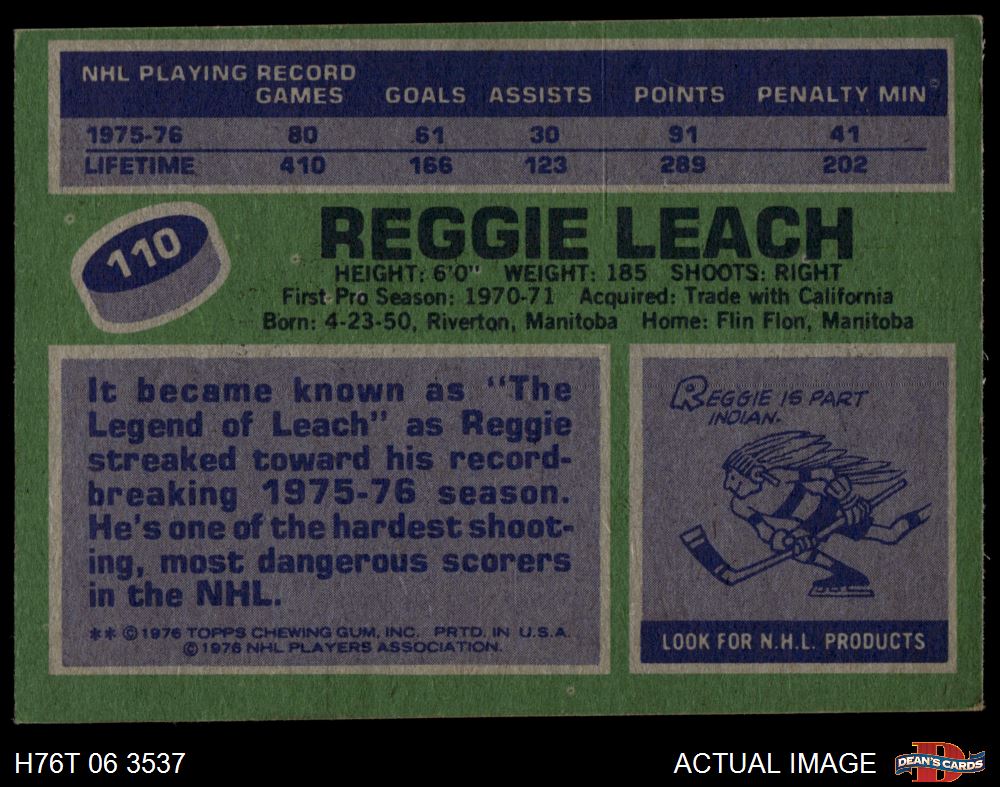 NHL PLAYING RECORD
GAMES GOALS ASSISTS POINTS PENALTY MIN
1975-76 80 61 30 91 41
LIFETIME 410 166 123 289 202
110
REGGIE LEACH
HEIGHT: 6'0" WEIGHT: 185 SHOOTS: RIGHT
First Pro Season: 1970-71 Acquired: Trade with California
Born: 4-23-50, Riverton, Manitoba Home: Flin Flon, Manitoba
It became known as "The
Legend of Leach" as Reggie
streaked toward his record-
breaking 1975-76 season.
He's one of the hardest shoot-
ing, most dangerous scorers
in the NHL.
** ©1976 TOPPS CHEWING GUM, INC. PRTD. IN U.S.A.
©1976 NHL PLAYERS ASSOCIATION.
REGGIE IS PART
INDIAN.
LOOK FOR N.H.L. PRODUCTS
H76T 06 3537
ACTUAL IMAGE
D
DEAN'S CARDS